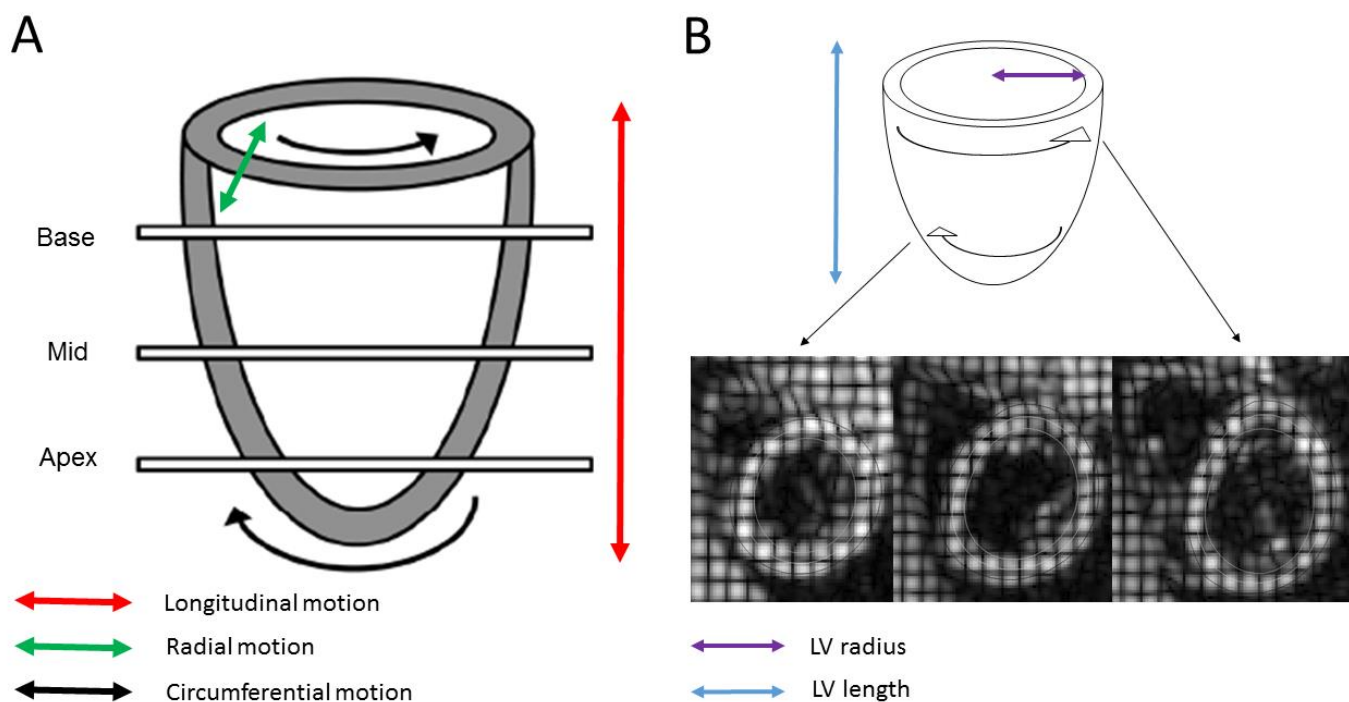 A
Base
Mid
Apex
Longitudinal motion
Radial motion
Circumferential motion
B
LV radius
LV length